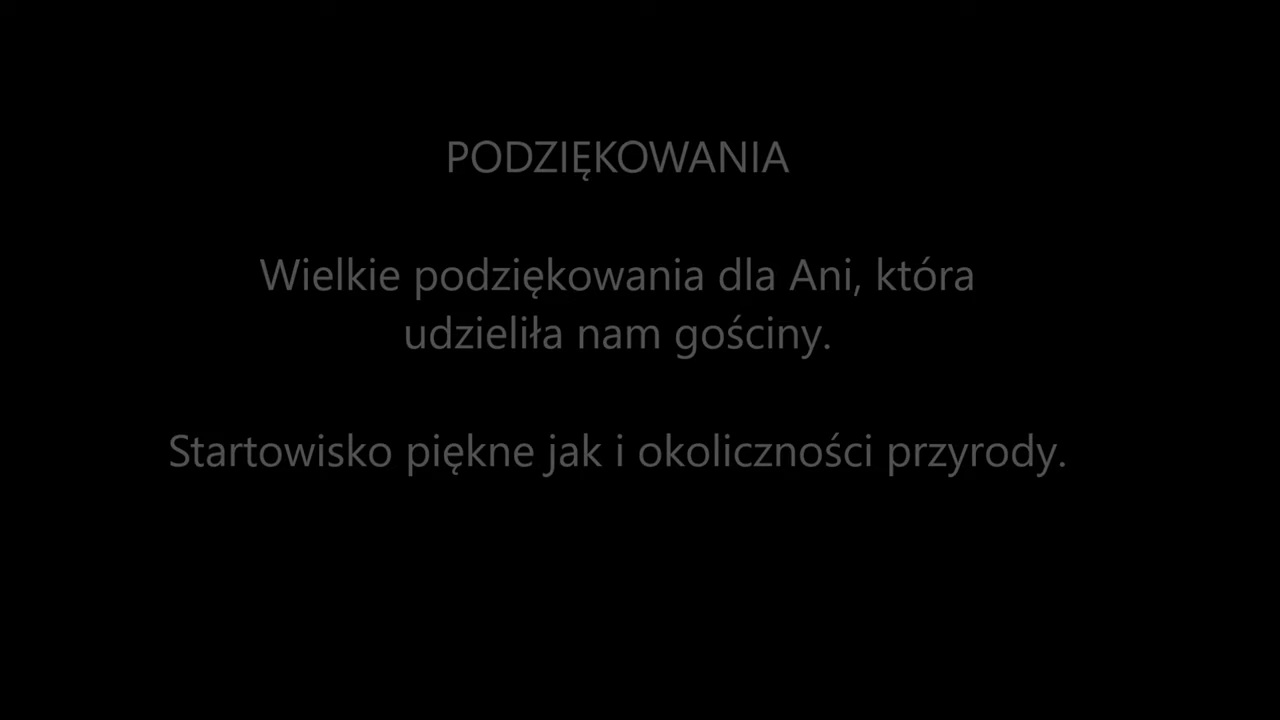 PODZIĘKOWANIA
Wielkie podziękowania dla Ani, która
udzieliła nam gościny.
Startowisko piękne jak i okoliczności przyrody.